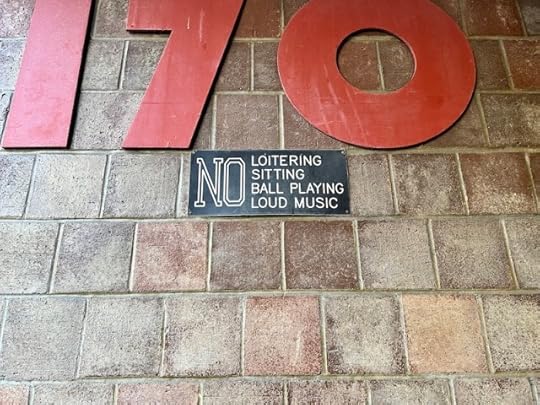 170
NO
LOITERING
SITTING
BALL PLAYING
LOUD MUSIC